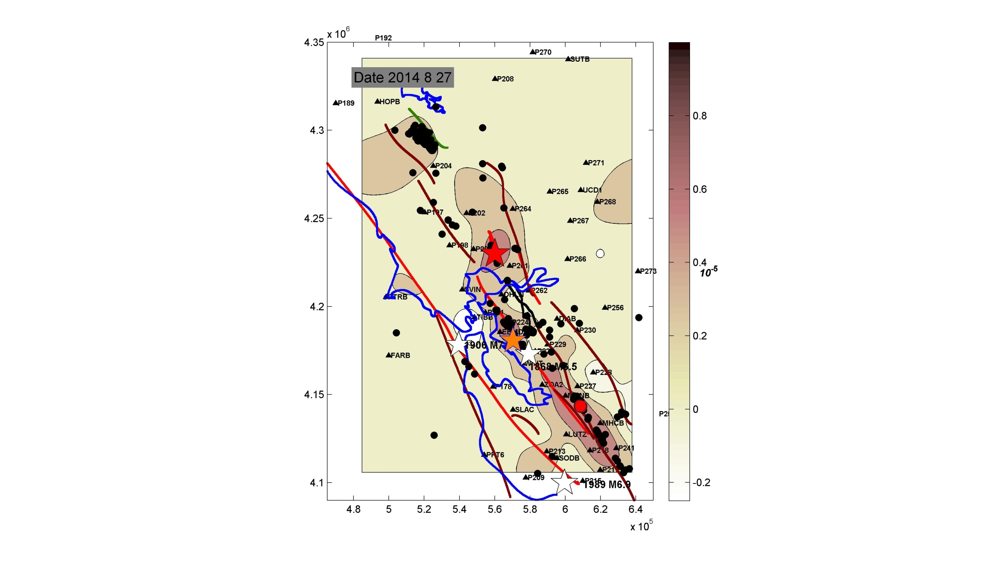 x 10^6
P192
4.35
P270
SUTB
Date 2014 8 27
P208
P189
HOPB
4.3
0.8
P204
P271
P265
UCD1
0.6
P268
P264
4.25
P267
P198
P266
0.4
10^-5
P273
SVIN
P262
4.2
P256
TIBB
DIAB
P224
P230
0.2
P229
1906 M7
FARB
1868 M6.5
P178
P227
4.15
0
SLAC
MHCB
LUTZ
P213
P241
SODB
P209
4.1
1989 M6.9
-0.2
4.8
5
5.2
5.4
5.6
5.8
6
6.2
6.4
x 10^5